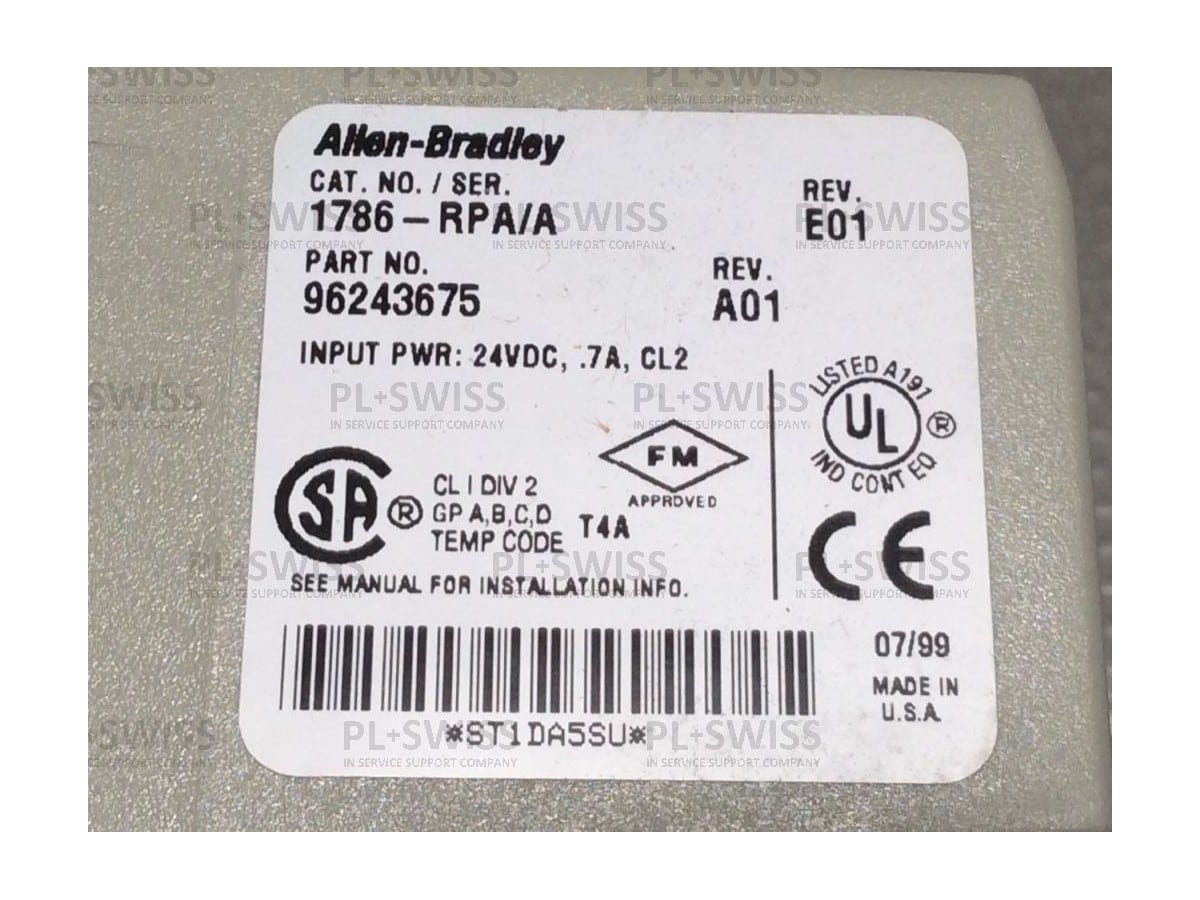 Allen-Bradley
CAT. NO. / SER.
1786-RPA/A
REV.
E01
PART NO.
96243675
REV.
A01
INPUT PWR: 24VDC, .7A, CL2
LISTED A191
UL ®
IND CONT EQ
FM
APPROVED
SA ®
CL I DIV 2
GP A,B,C,D
TEMP CODE T4A
CE
SEE MANUAL FOR INSTALLATION INFO.
07/99
MADE IN
U.S.A.
*ST1DA5SU*
PL+SWISS
IN SERVICE SUPPORT COMPANY